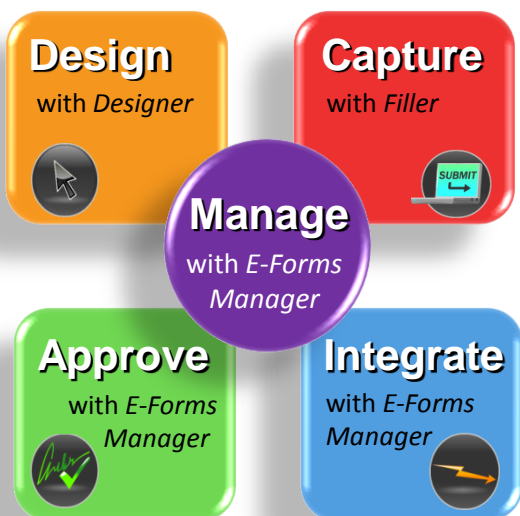 Design
with Designer
Capture
with Filler
SUBMIT
Manage
with E-Forms
Manager
Approve
with E-Forms
Manager
Integrate
with E-Forms
Manager